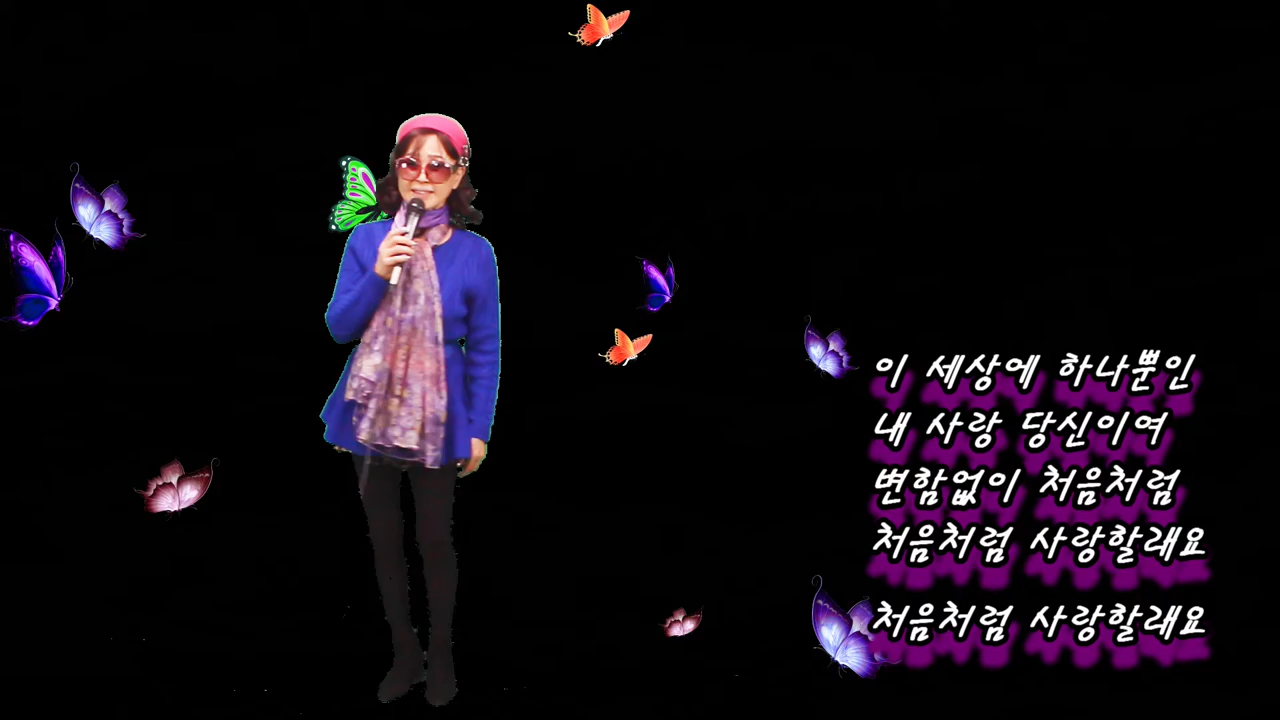 이 세상에 하나뿐인
내 사랑 당신이여
변함없이 처음처럼
처음처럼 사랑할래요
처음처럼 사랑할래요